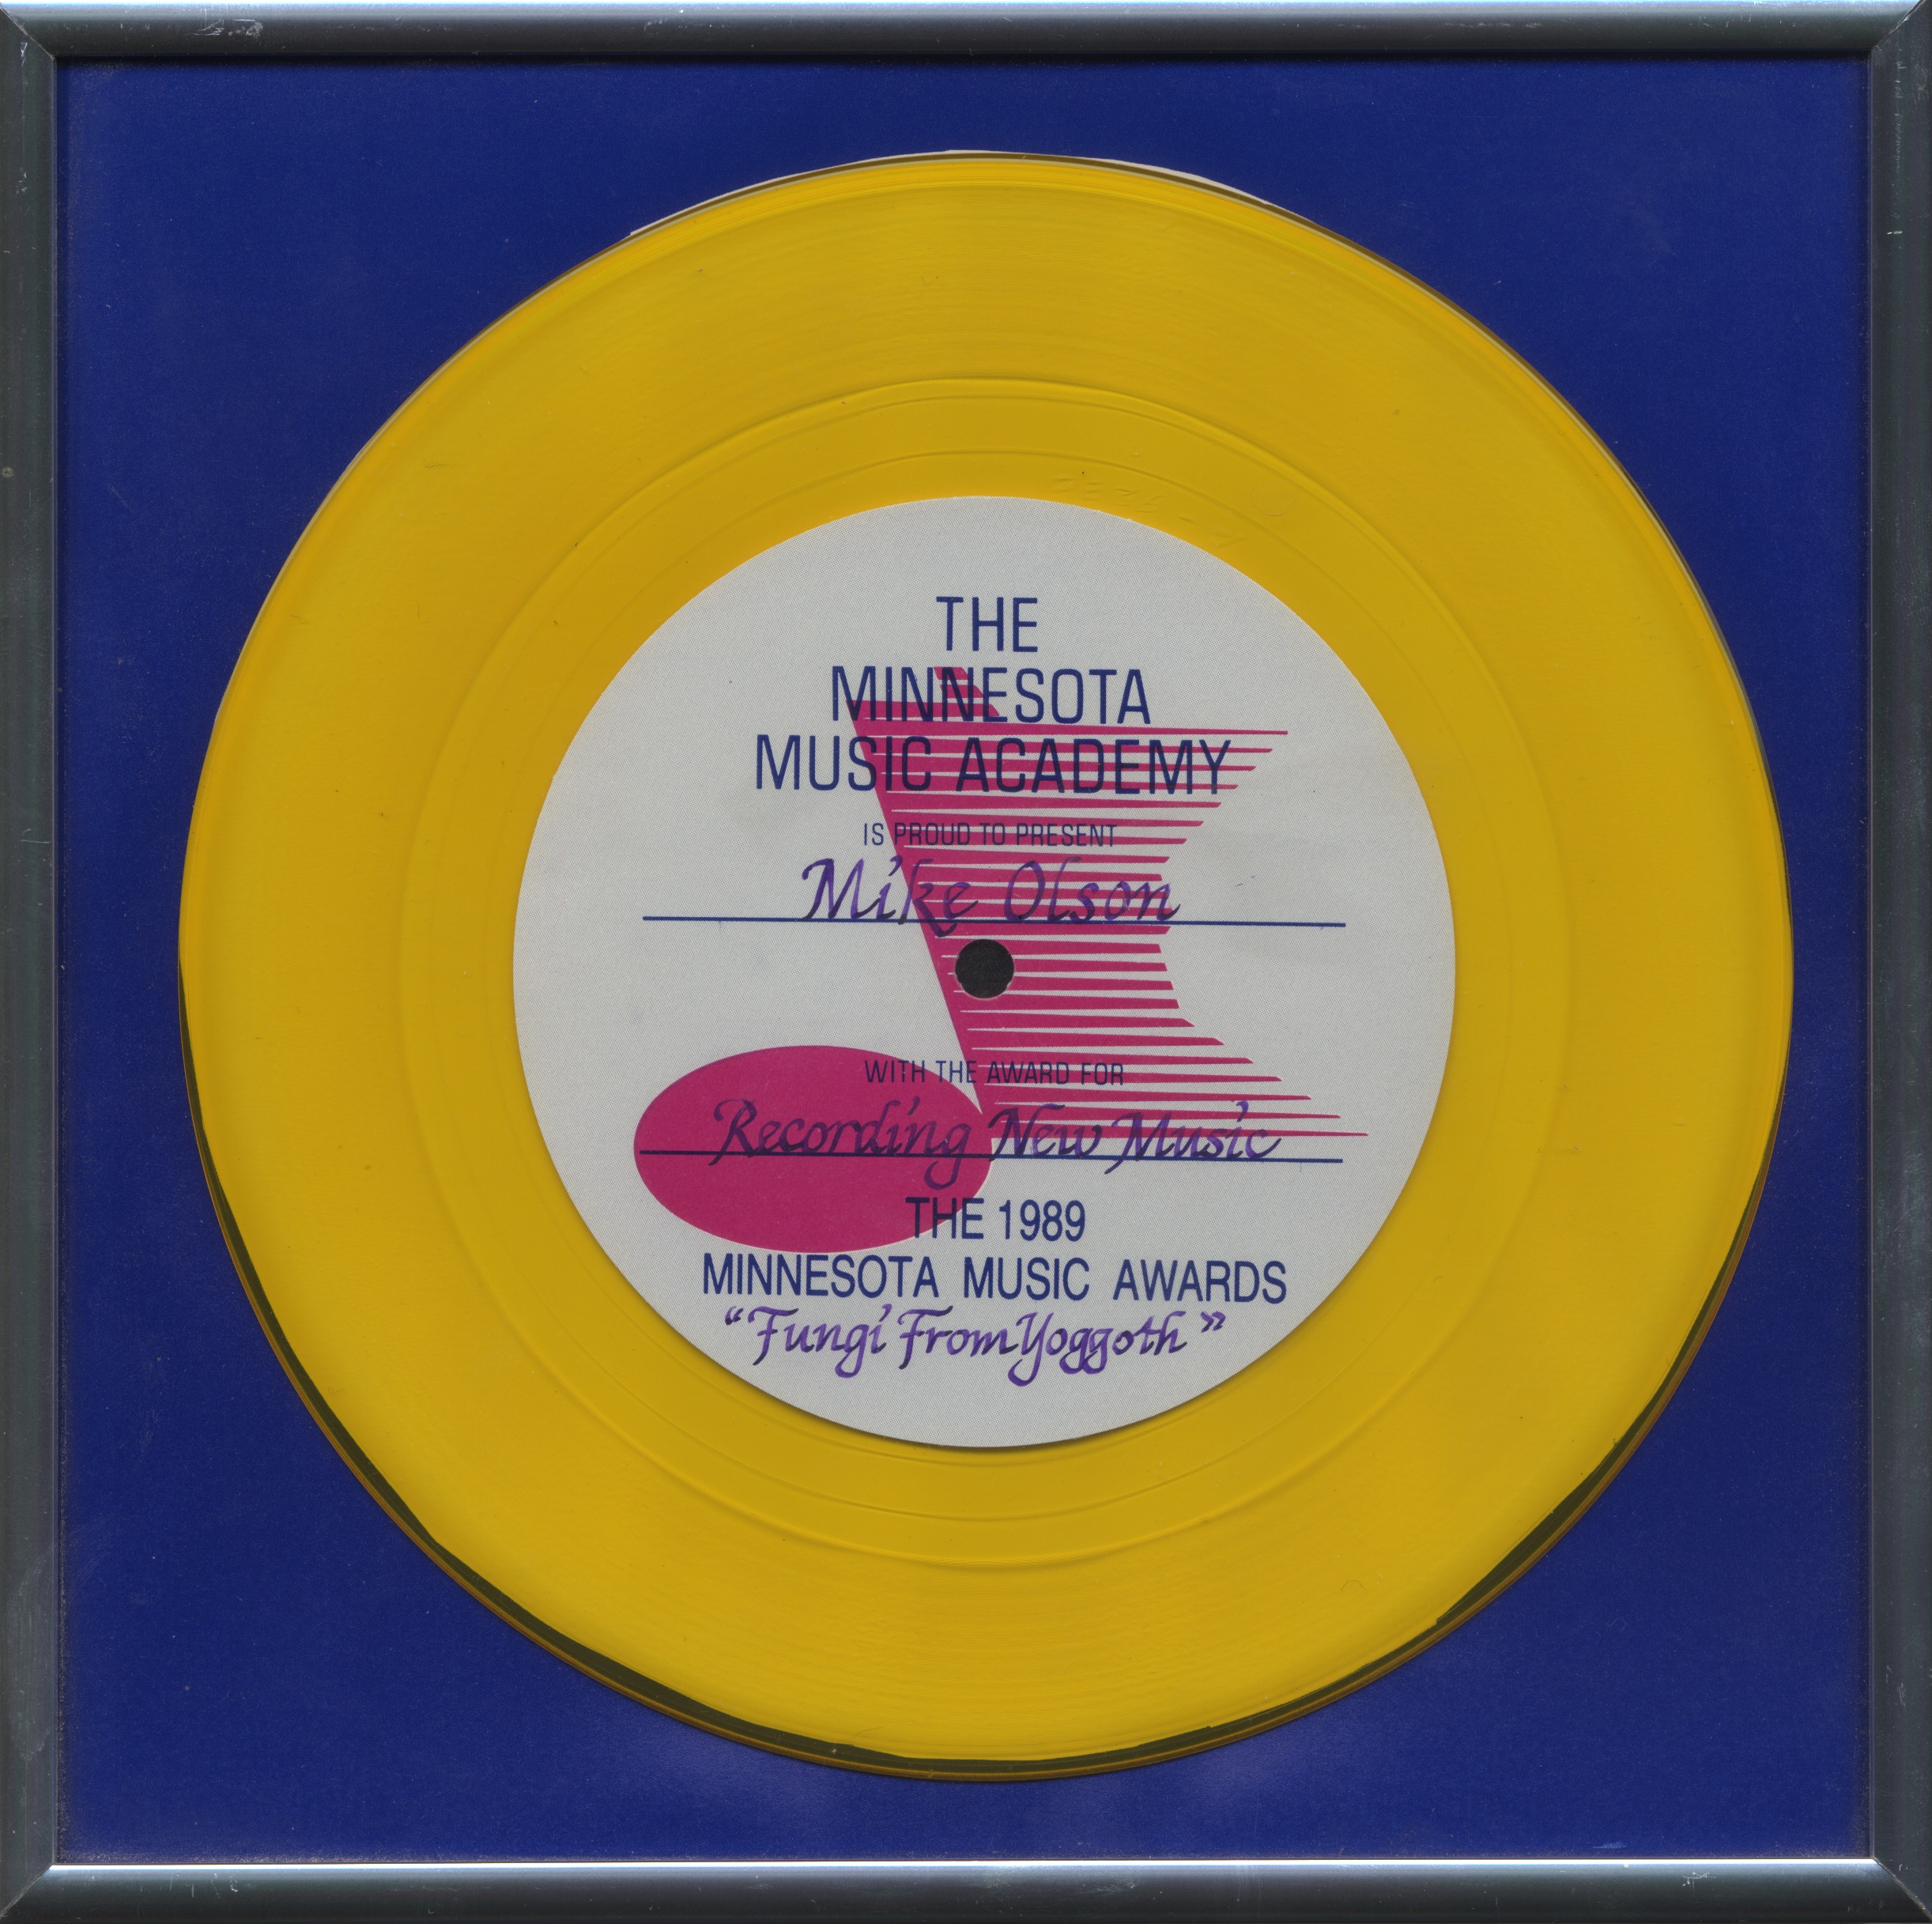 THE
MINNESOTA
MUSIC ACADEMY
IS PROUD TO PRESENT
Mike Olson
WITH THE AWARD FOR
Recording New Music
THE 1989
MINNESOTA MUSIC AWARDS
“Fungi From Yoggoth”